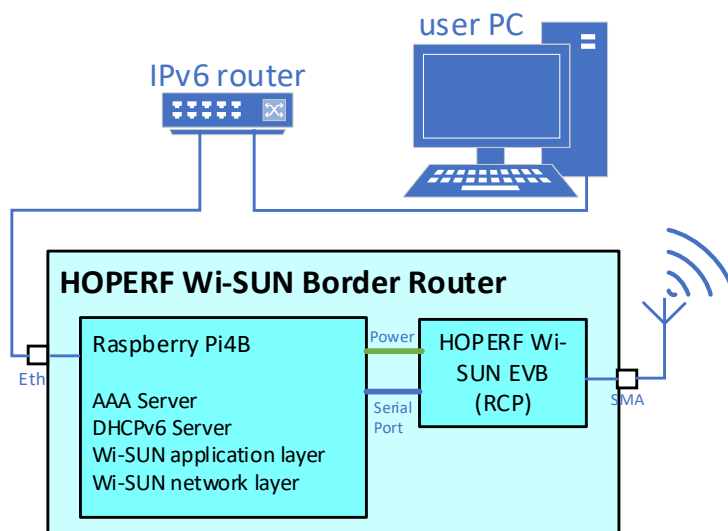 user PC
IPv6 router
HOPERF Wi-SUN Border Router
Raspberry Pi4B
AAA Server
DHCPv6 Server
Wi-SUN application layer
Wi-SUN network layer
Power
Serial
Port
HOPERF Wi-
SUN EVB
(RCP)
Eth
SMA